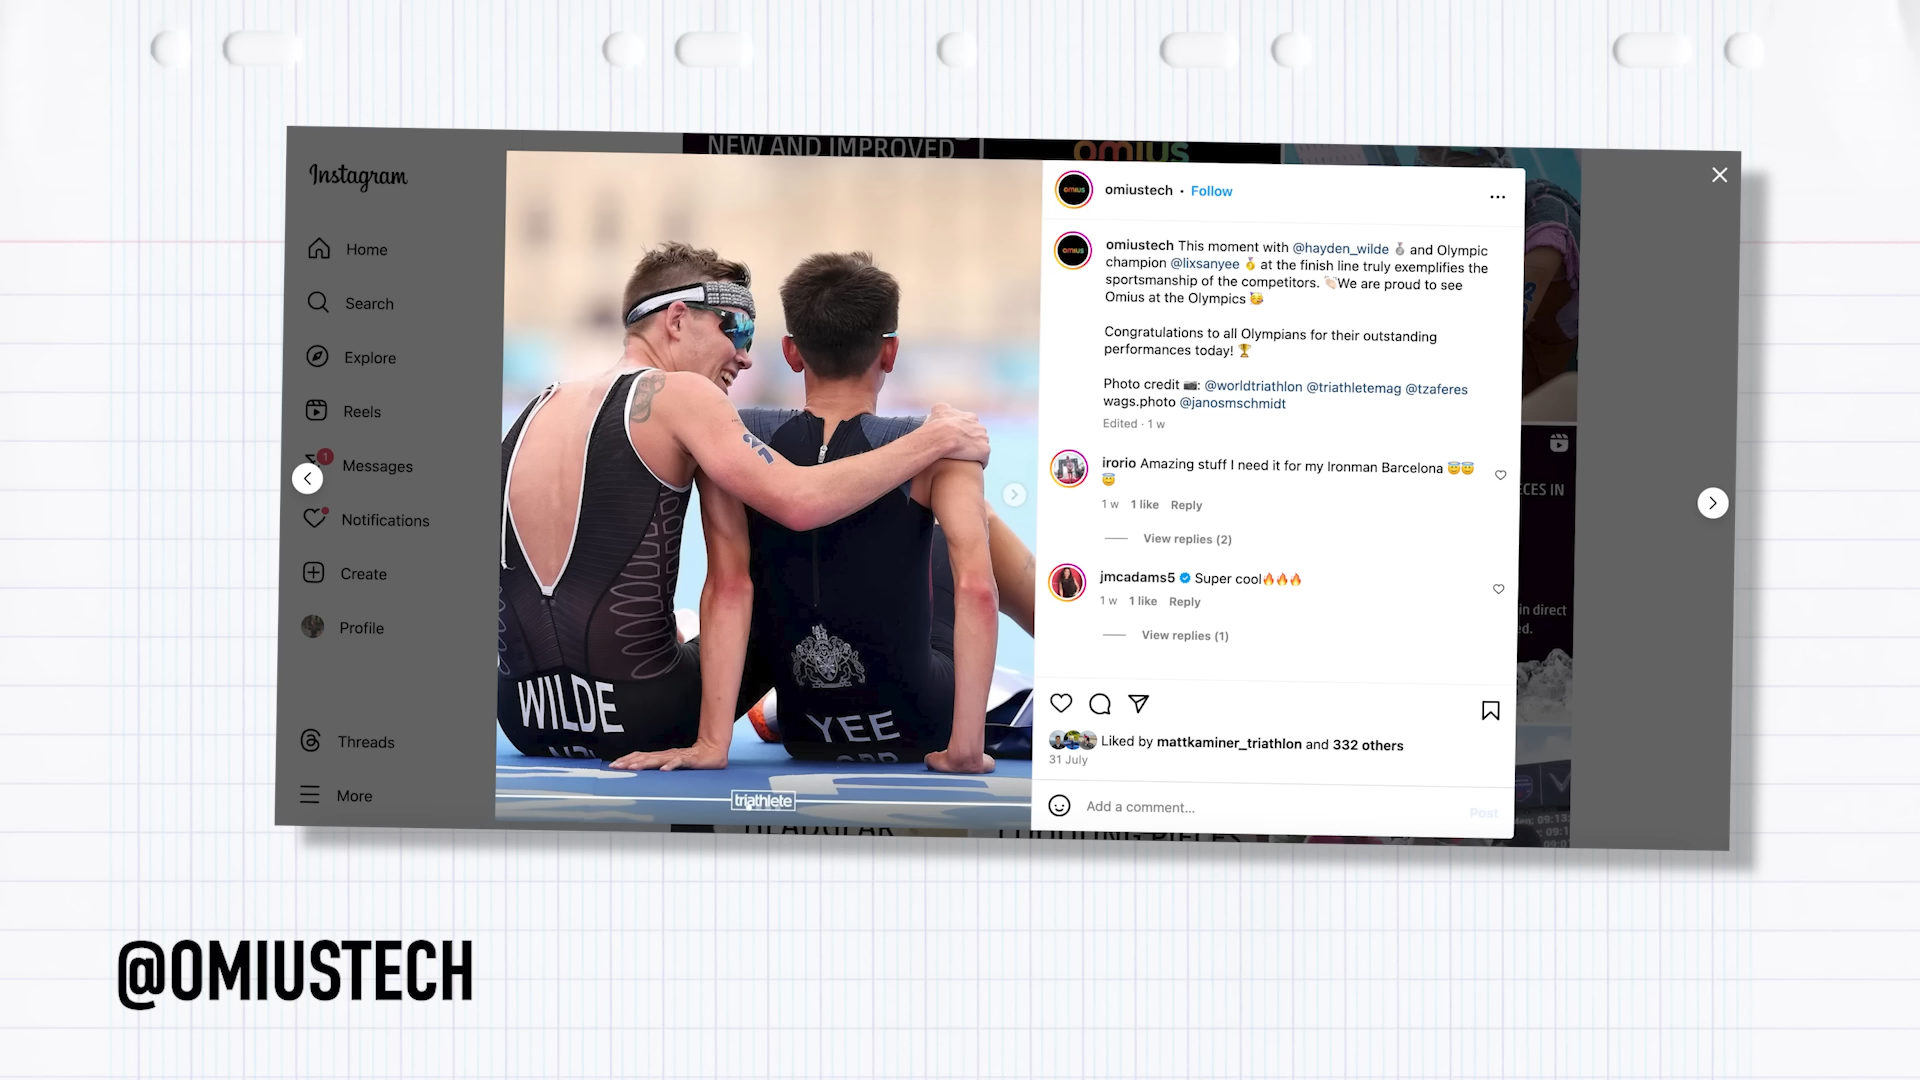 NEW AND IMPROVED
omius
Instagram
Home
Search
Explore
Reels
1
Messages
Notifications
Create
Profile
Threads
More
WILDE
YEE
triathlete
omiustech • Follow
omiustech This moment with @hayden_wilde 🥈 and Olympic
champion @lixsanyee 🥇 at the finish line truly exemplifies the
sportsmanship of the competitors. 👏🏻We are proud to see
Omius at the Olympics 🥳
Congratulations to all Olympians for their outstanding
performances today! 🏆
Photo credit 📷: @worldtriathlon @triathletemag @tzaferes
wags.photo @janosmschmidt
Edited · 1 w
irorio Amazing stuff I need it for my Ironman Barcelona 😇😇
😇
1 w 1 like Reply
View replies (2)
jmcadams5 Super cool🔥🔥🔥
1 w 1 like Reply
View replies (1)
Liked by mattkaminer_triathlon and 332 others
31 July
Add a comment...
Post
in direct
@OMIUSTECH